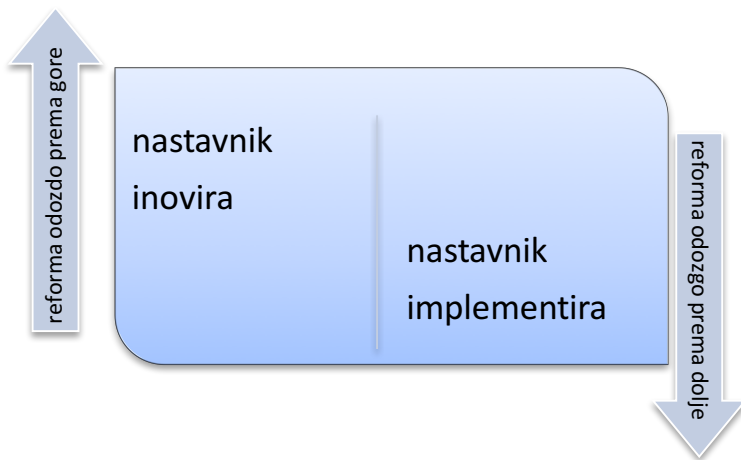 reforma odozdo prema gore
nastavnik
inovira
nastavnik
implementira
reforma odozgo prema dolje